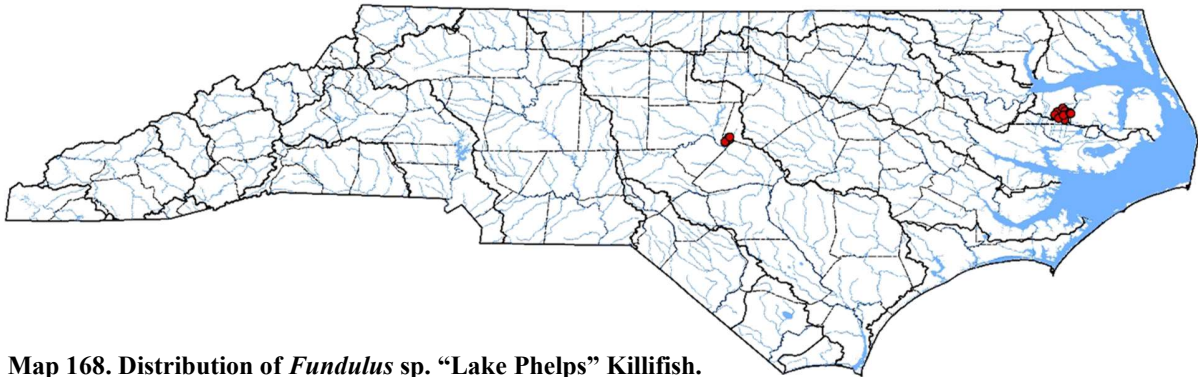 Map 168. Distribution of Fundulus sp. “Lake Phelps” Killifish.